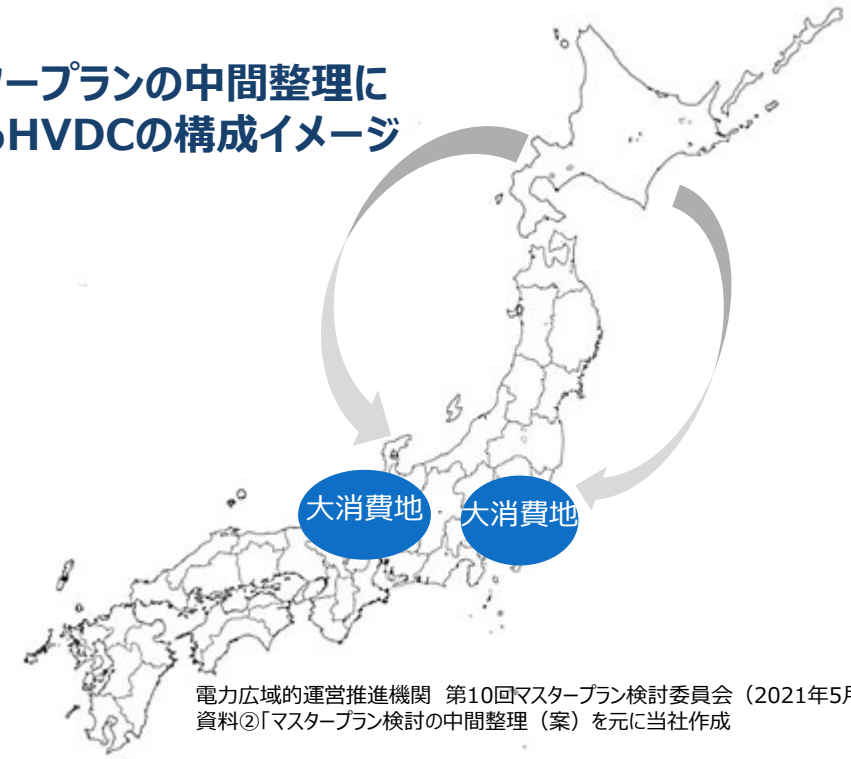 タープランの中間整理に
るHVDCの構成イメージ
大消費地
大消費地
電力広域的運営推進機関 第10回マスタープラン検討委員会（2021年5月
資料②「マスタープラン検討の中間整理（案）を元に当社作成